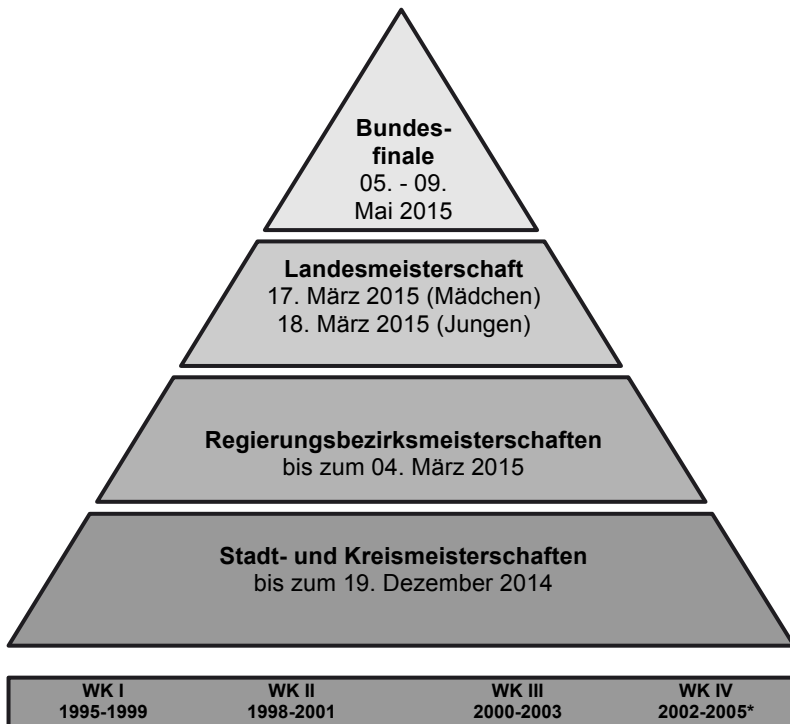 Bundes-
finale
05. - 09.
Mai 2015
Landesmeisterschaft
17. März 2015 (Mädchen)
18. März 2015 (Jungen)
Regierungsbezirksmeisterschaften
bis zum 04. März 2015
Stadt- und Kreismeisterschaften
bis zum 19. Dezember 2014
WK I WK II WK III WK IV
1995-1999 1998-2001 2000-2003 2002-2005*